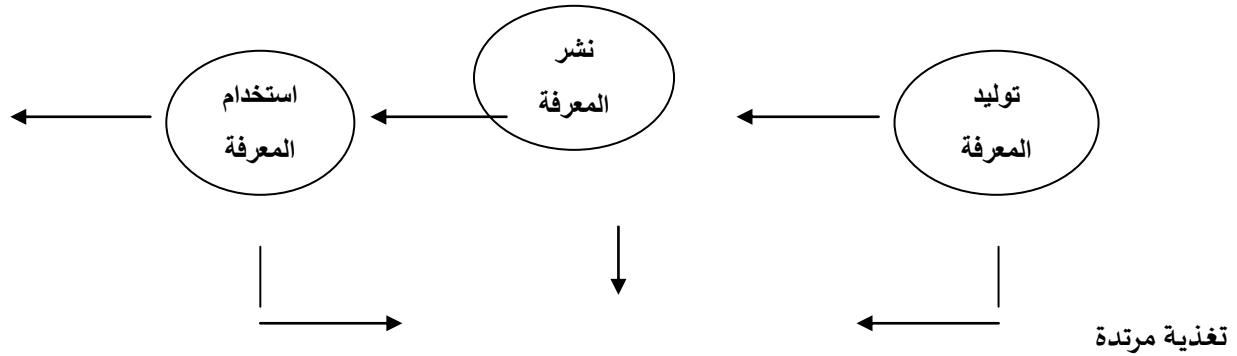 توليد
المعرفة
نشر
المعرفة
استخدام
المعرفة
تغذية مرتدة